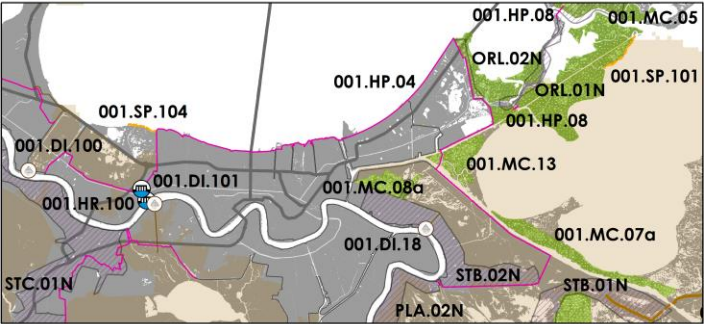 001.HP.08
001.MC.05
ORL.02N
001.HP.04
001.SP.101
ORL.01N
001.SP.104
001.HP.08
001.DI.100
001.MC.13
001.DI.101
001.MC.08a
001.HR.100
001.MC.07a
001.DI.18
STC.01N
STB.02N
STB.01N
PLA.02N